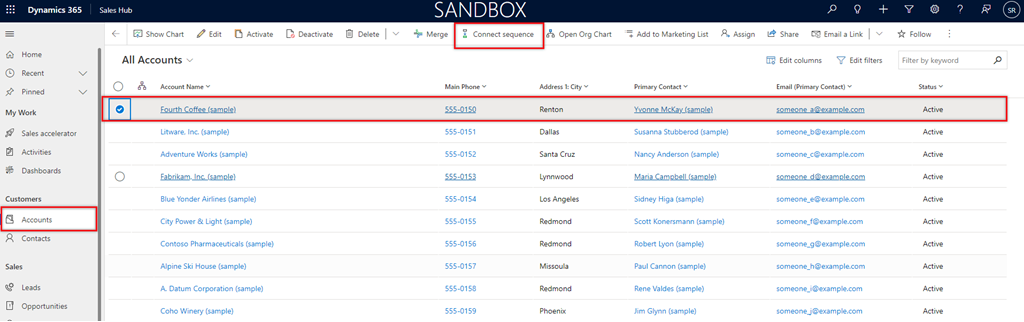 Dynamics 365 Sales Hub SANDBOX SR
Show Chart Edit Activate Deactivate Delete Merge Connect sequence Open Org Chart Add to Marketing List Assign Share Email a Link Follow
Home
Recent
Pinned
My Work
Sales accelerator
Activities
Dashboards
Customers
Accounts
Contacts
Sales
Leads
Opportunities
All Accounts Edit columns Edit filters Filter by keyword
Account Name Main Phone Address 1: City Primary Contact Email (Primary Contact) Status
Fourth Coffee (sample) 555-0150 Renton Yvonne McKay (sample) someone_a@example.com Active
Litware, Inc. (sample) 555-0151 Dallas Susanna Stubberod (sample) someone_b@example.com Active
Adventure Works (sample) 555-0152 Santa Cruz Nancy Anderson (sample) someone_c@example.com Active
Fabrikam, Inc. (sample) 555-0153 Lynnwood Maria Campbell (sample) someone_d@example.com Active
Blue Yonder Airlines (sample) 555-0154 Los Angeles Sidney Higa (sample) someone_e@example.com Active
City Power & Light (sample) 555-0155 Redmond Scott Konersmann (sample) someone_f@example.com Active
Contoso Pharmaceuticals (sample) 555-0156 Redmond Robert Lyon (sample) someone_g@example.com Active
Alpine Ski House (sample) 555-0157 Missoula Paul Cannon (sample) someone_h@example.com Active
A. Datum Corporation (sample) 555-0158 Redmond Rene Valdes (sample) someone_i@example.com Active
Coho Winery (sample) 555-0159 Phoenix Jim Glynn (sample) someone_j@example.com Active